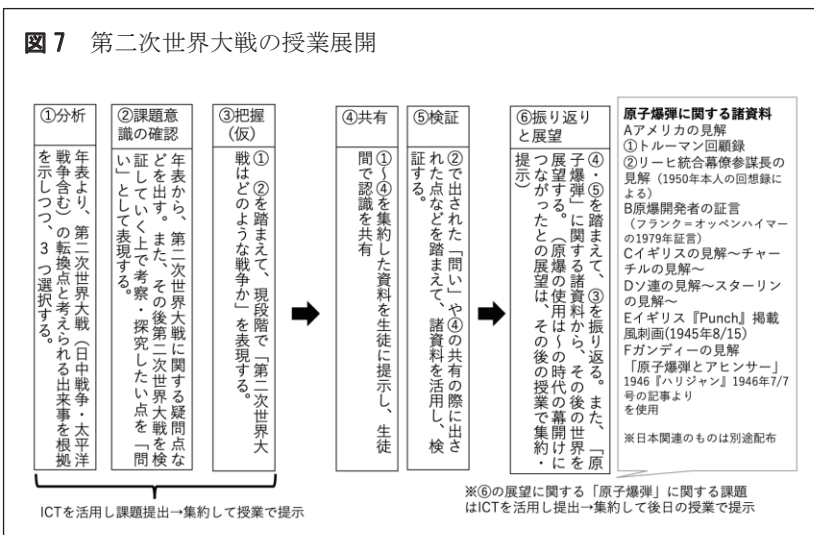 図7 第二次世界大戦の授業展開
①分析
年表より、第二次世界大戦（日中戦争・太平洋
戦争含む）の転換点と考えられる出来事を根拠
を示しつつ、3つ選択する。
②課題意
識の確認
年表から、第二次世界大戦に関する疑問点な
どを出す。また、その後第二次世界大戦を検
証していく上で考察・探究したい点を「問
い」として表現する。
③把握
（仮）
①②を踏まえて、現段階で「第二次世界大
戦はどのような戦争か」を表現する。
ICTを活用し課題提出→集約して授業で提示
④共有
①～④を集約した資料を生徒に提示し、生徒
間で認識を共有
⑤検証
②で出された「問い」や④の共有の際に出さ
れた点などを踏まえて、諸資料を活用し、検
証する。
⑥振り返り
と展望
④・⑤を踏まえて、③を振り返る。また、「原
子爆弾」に関する諸資料から、その後の世界を
展望する。（原爆の使用は～の時代の幕開けに
つながったとの展望は、その後の授業で集約・
提示）
原子爆弾に関する諸資料
Aアメリカの見解
①トルーマン回顧録
②リーヒ統合幕僚参謀長の
見解（1950年本人の回想録に
よる）
B原爆開発者の証言
（フランク＝オッペンハイマー
の1979年証言）
Cイギリスの見解～チャー
チルの見解～
Dソ連の見解～スターリン
の見解～
Eイギリス『Punch』掲載
風刺画(1945年8/15)
Fガンディーの見解
「原子爆弾とアヒンサー」
1946『ハリジャン』1946年7/7
号の記事より
を使用
※日本関連のものは別途配布
※⑥の展望に関する「原子爆弾」に関する課題
はICTを活用し提出→集約して後日の授業で提示